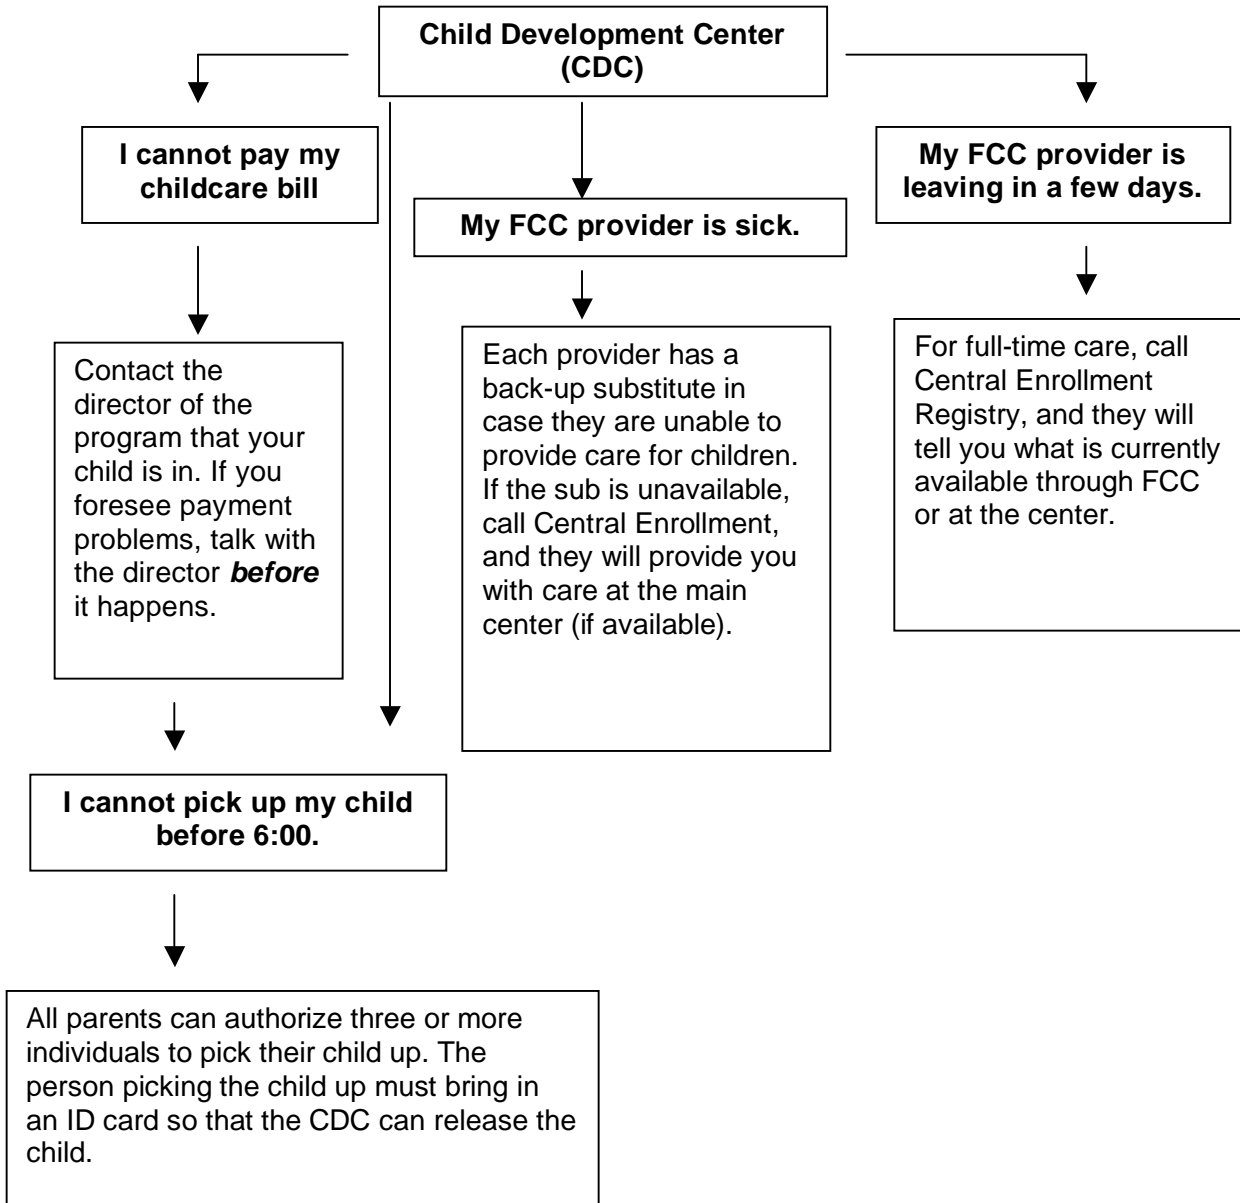 Child Development Center
(CDC)
I cannot pay my
childcare bill
My FCC provider is
leaving in a few days.
My FCC provider is sick.
Contact the
director of the
program that your
child is in. If you
foresee payment
problems, talk with
the director before
it happens.
Each provider has a
back-up substitute in
case they are unable to
provide care for children.
If the sub is unavailable,
call Central Enrollment,
and they will provide you
with care at the main
center (if available).
For full-time care, call
Central Enrollment
Registry, and they will
tell you what is currently
available through FCC
or at the center.
I cannot pick up my child
before 6:00.
All parents can authorize three or more
individuals to pick their child up. The
person picking the child up must bring in
an ID card so that the CDC can release the
child.